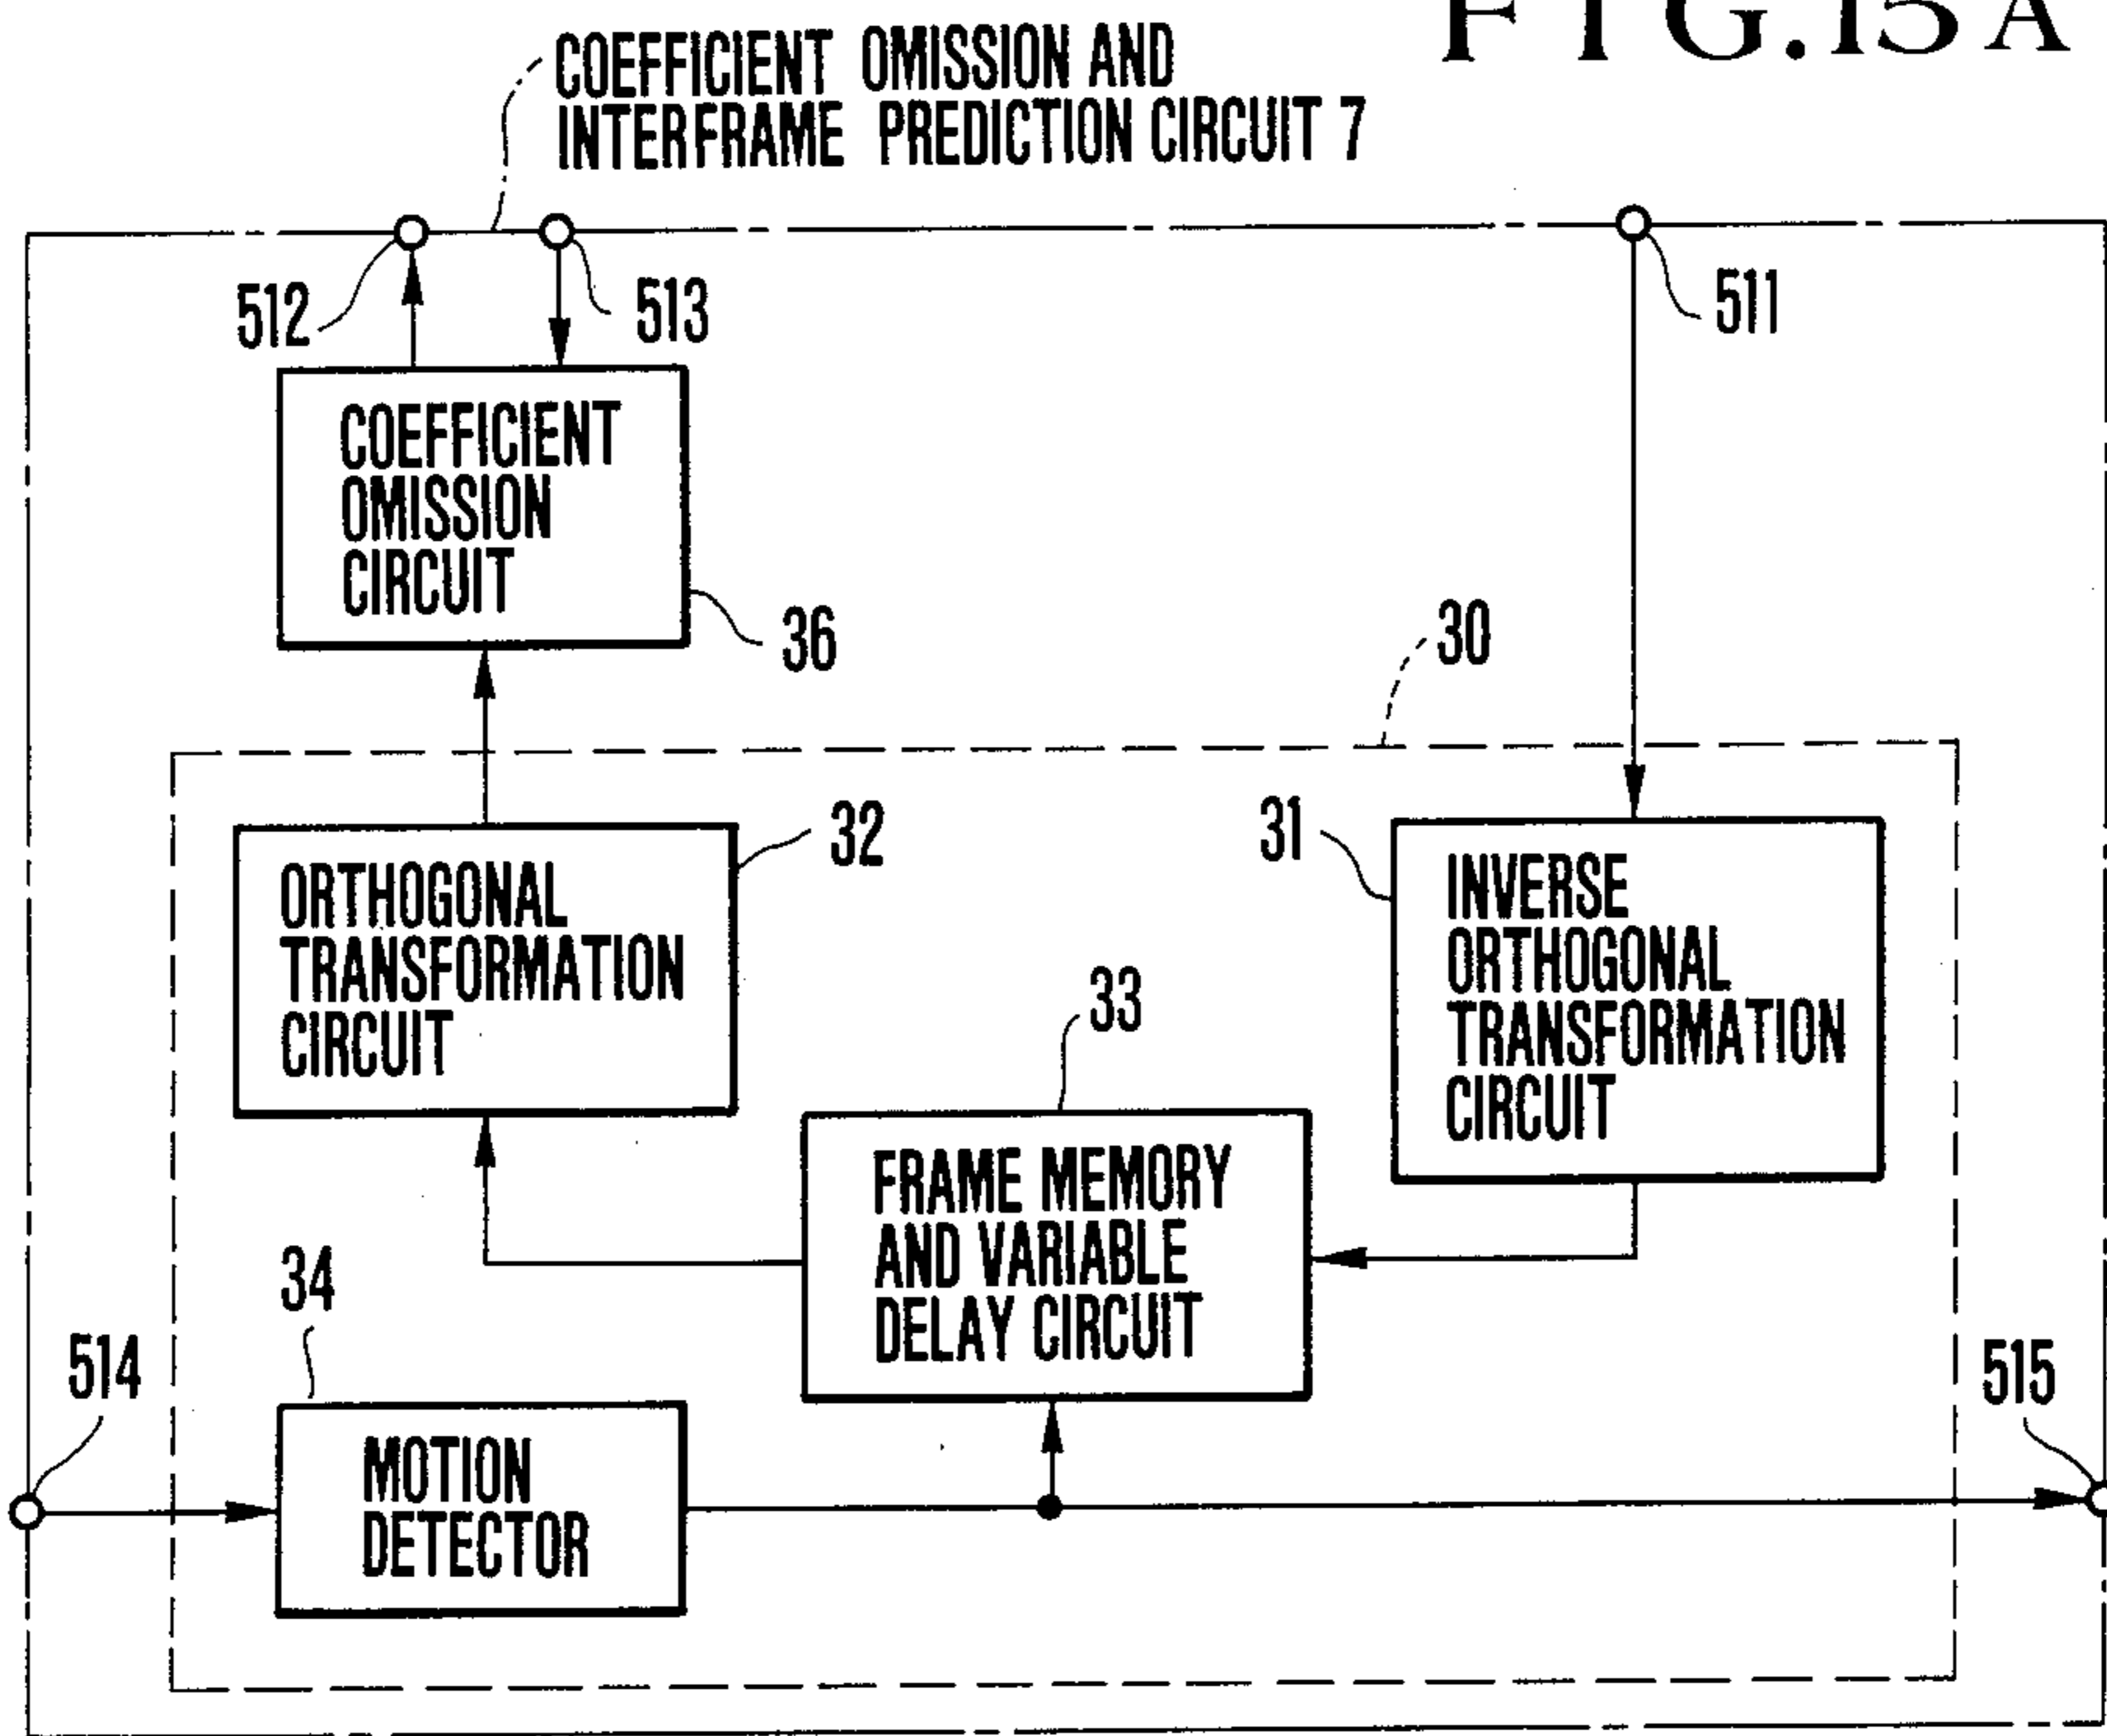 FIG.15A
COEFFICIENT OMISSION AND
INTERFRAME PREDICTION CIRCUIT 7
512
513
511
COEFFICIENT
OMISSION
CIRCUIT
36
30
32
31
ORTHOGONAL
TRANSFORMATION
CIRCUIT
INVERSE
ORTHOGONAL
TRANSFORMATION
CIRCUIT
33
FRAME MEMORY
AND VARIABLE
DELAY CIRCUIT
34
514
515
MOTION
DETECTOR